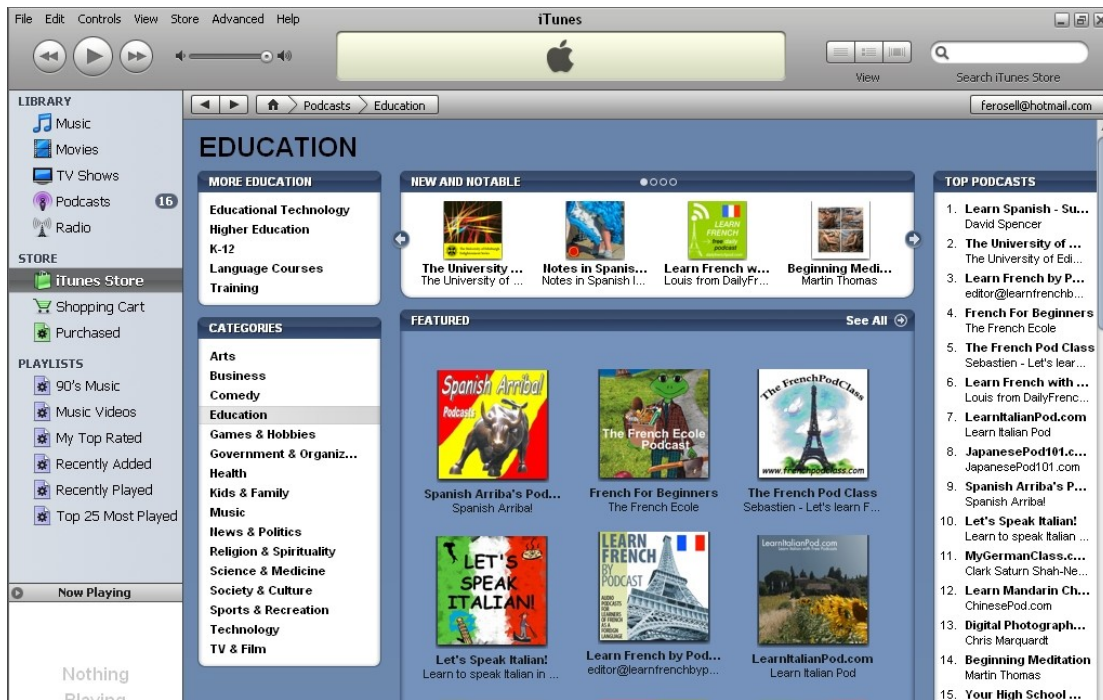 File Edit Controls View Store Advanced Help
iTunes
View
Search iTunes Store
LIBRARY
Music
Movies
TV Shows
Podcasts 16
Radio
STORE
iTunes Store
Shopping Cart
Purchased
PLAYLISTS
90's Music
Music Videos
My Top Rated
Recently Added
Recently Played
Top 25 Most Played
Now Playing
Nothing
Playing
Podcasts Education
ferosell@hotmail.com
EDUCATION
MORE EDUCATION
Educational Technology
Higher Education
K-12
Language Courses
Training
CATEGORIES
Arts
Business
Comedy
Education
Games & Hobbies
Government & Organiz...
Health
Kids & Family
Music
News & Politics
Religion & Spirituality
Science & Medicine
Society & Culture
Sports & Recreation
Technology
TV & Film
NEW AND NOTABLE
The University ...
The University of ...
Notes in Spanis...
Notes in Spanish I...
LEARN
FRENCH
Learn French w...
Louis from DailyFr...
Beginning Medi...
Martin Thomas
FEATURED
See All
Spanish Arriba!
Podcasts
Spanish Arriba's Pod...
Spanish Arriba!
The French Ecole
Podcast
French For Beginners
The French Ecole
The FrenchPodClass
www.frenchpodclass.com
The French Pod Class
Sebastien - Let's learn F...
LET'S
SPEAK
ITALIAN!
Let's Speak Italian!
Learn to speak Italian in ...
LEARN
FRENCH
BY
PODCAST
AUDIO
PODCASTS
FOR
LEARNERS
OF FRENCH
AS A
FOREIGN
LANGUAGE
Learn French by Pod...
editor@learnfrenchbyp...
LearnItalianPod.com
LearnItalianPod.com
Learn Italian Pod
TOP PODCASTS
1. Learn Spanish - Su...
David Spencer
2. The University of ...
The University of Edi...
3. Learn French by P...
editor@learnfrenchb...
4. French For Beginners
The French Ecole
5. The French Pod Class
Sebastien - Let's lear...
6. Learn French with ...
Louis from DailyFrenc...
7. LearnItalianPod.com
Learn Italian Pod
8. JapanesePod101.c...
JapanesePod101.com
9. Spanish Arriba's P...
Spanish Arriba!
10. Let's Speak Italian!
Learn to speak Italian ...
11. MyGermanClass.c...
Clark Saturn Shah-Ne...
12. Learn Mandarin Ch...
ChinesePod.com
13. Digital Photograph...
Chris Marquardt
14. Beginning Meditation
Martin Thomas
15. Your High School ...